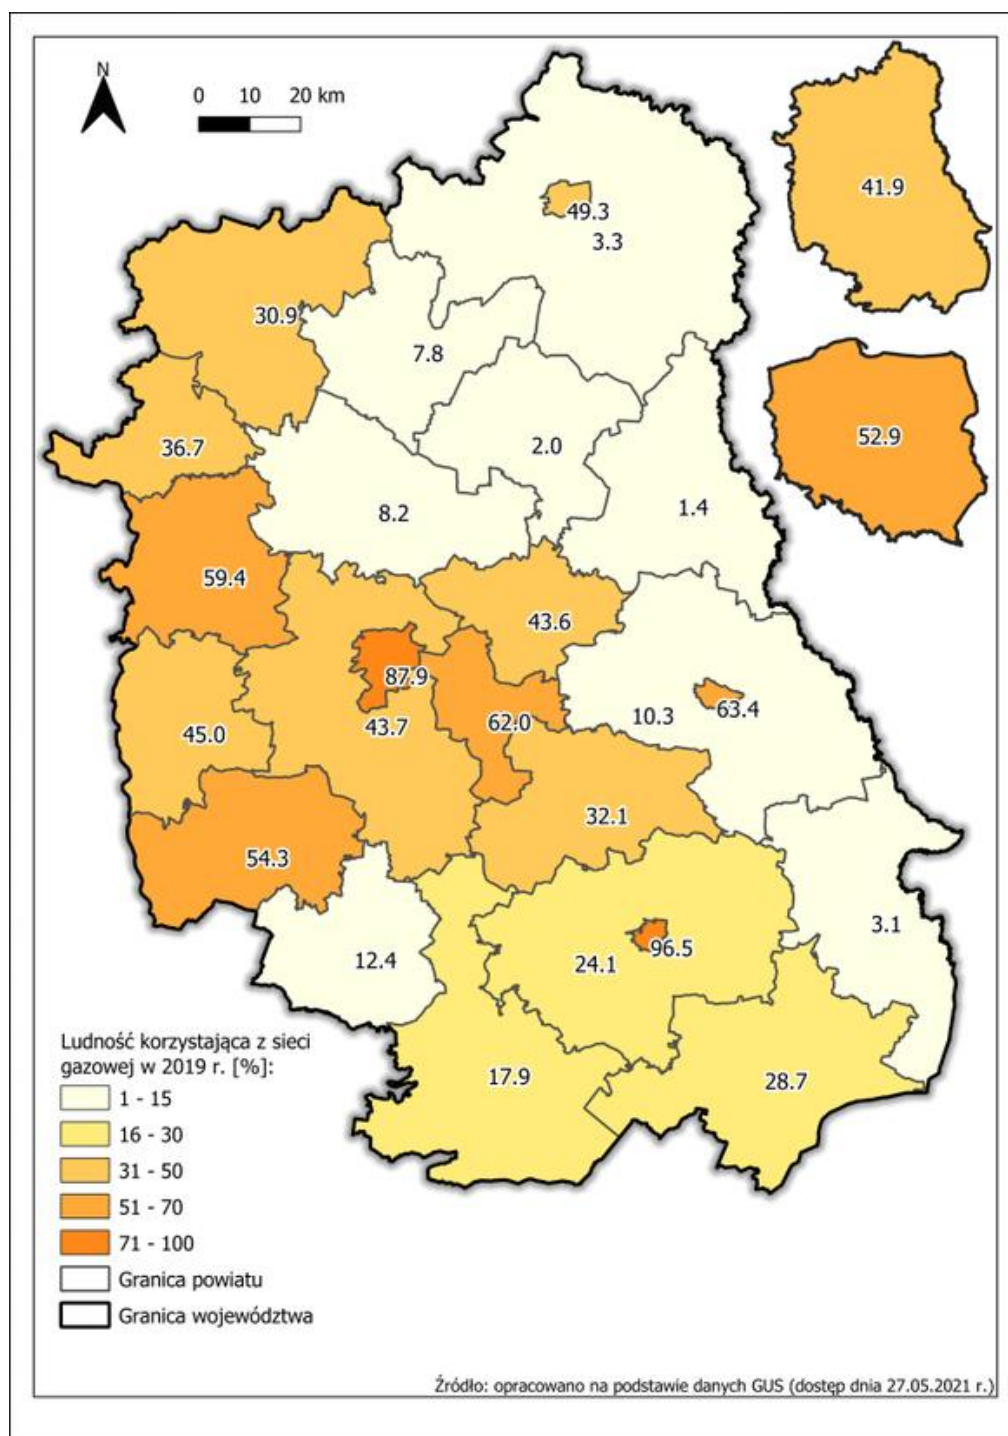 N
0 10 20 km
41.9
49.3
3.3
30.9
7.8
52.9
36.7
2.0
8.2
1.4
59.4
43.6
87.9
10.3
63.4
45.0
43.7
62.0
32.1
54.3
3.1
12.4
24.1
96.5
17.9
28.7
Ludność korzystająca z sieci
gazowej w 2019 r. [%]:
1 - 15
16 - 30
31 - 50
51 - 70
71 - 100
Granica powiatu
Granica województwa
Źródło: opracowano na podstawie danych GUS (dostęp dnia 27.05.2021 r.)